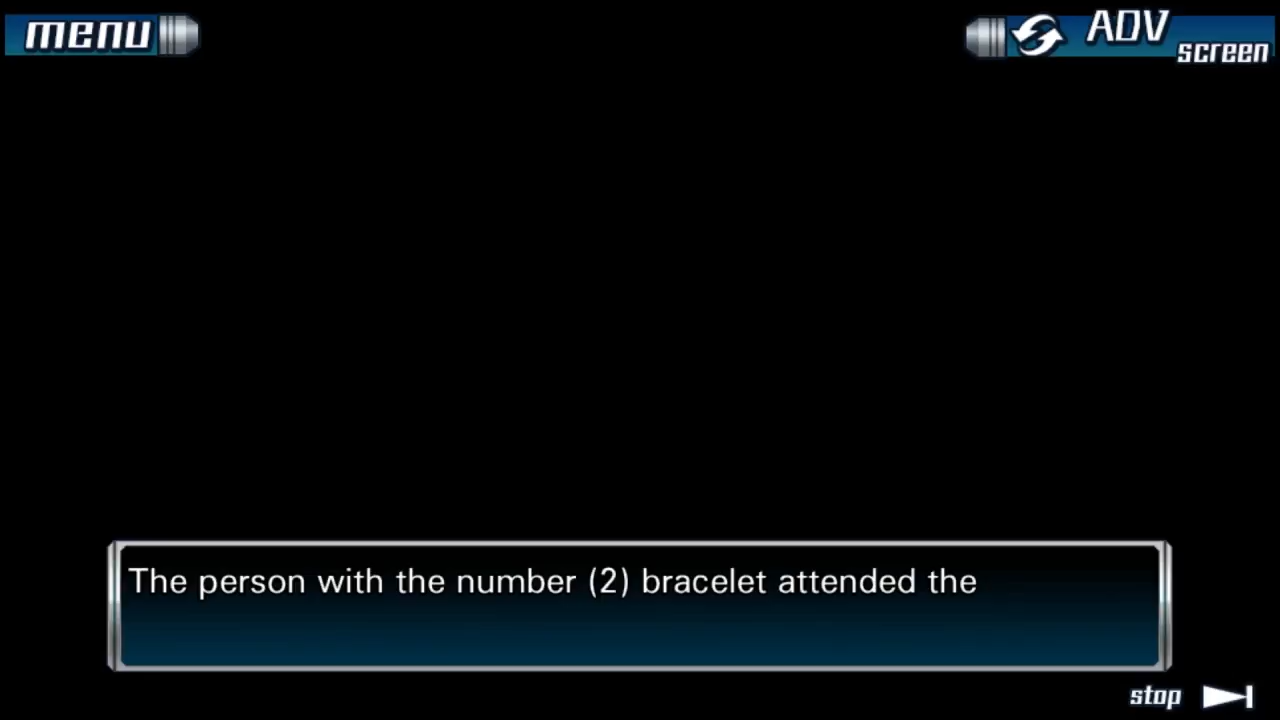 menu
ADV
screen
The person with the number (2) bracelet attended the
stop